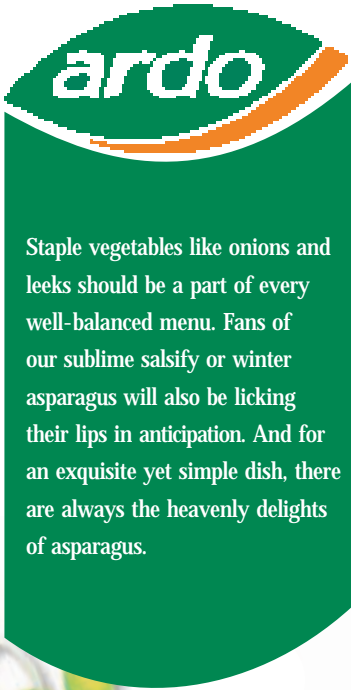 ardo
Staple vegetables like onions and
leeks should be a part of every
well-balanced menu. Fans of
our sublime salsify or winter
asparagus will also be licking
their lips in anticipation. And for
an exquisite yet simple dish, there
are always the heavenly delights
of asparagus.